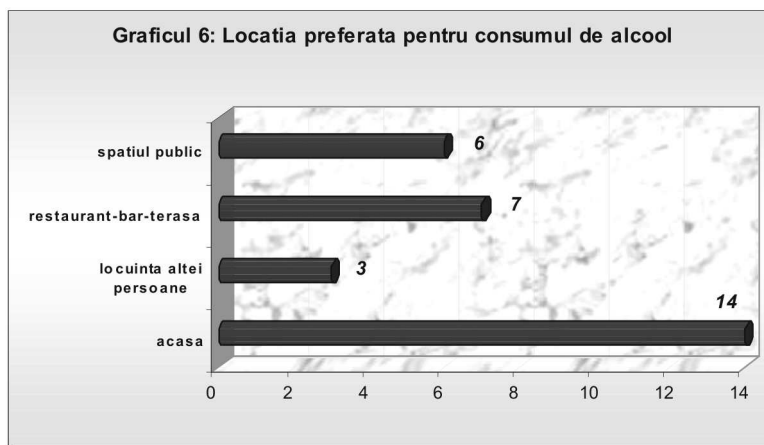 Graficul 6: Locatia preferata pentru consumul de alcool
spatiul public
6
restaurant-bar-terasa
7
locuinta altei
persoane
3
acasa
14
0 2 4 6 8 10 12 14